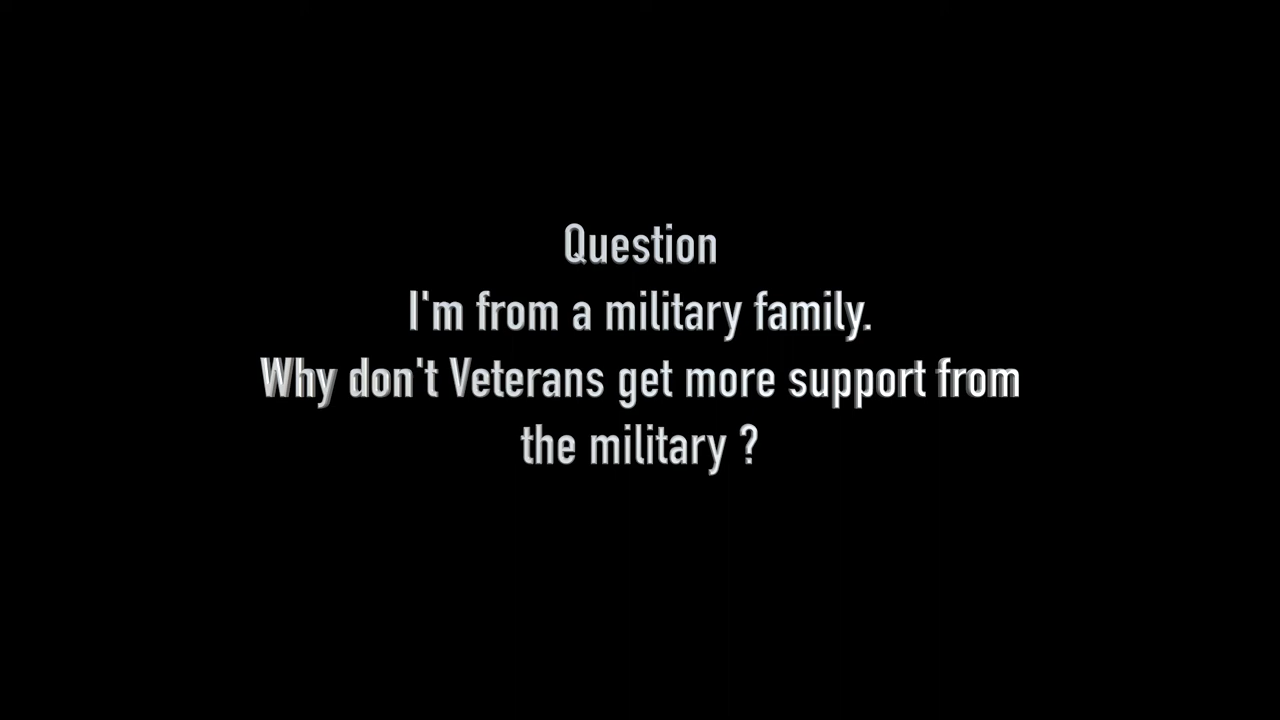 Question
I'm from a military family.
Why don't Veterans get more support from
the military ?